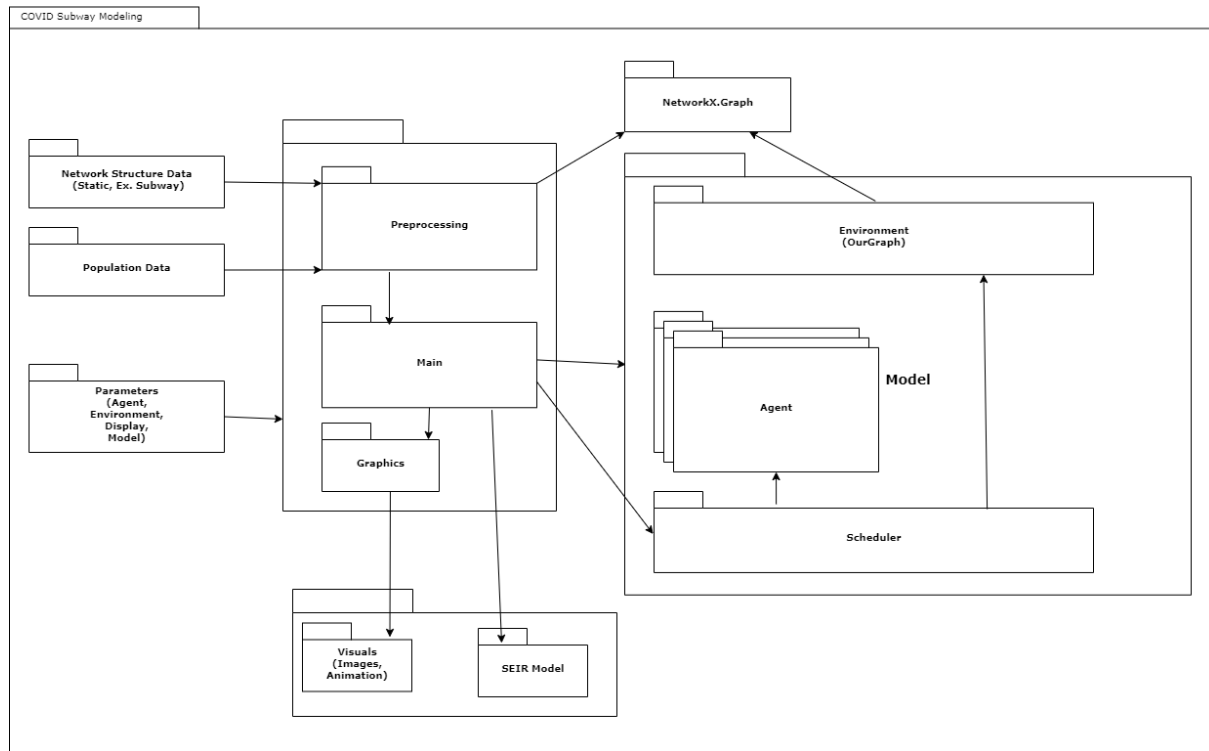 COVID Subway Modeling
NetworkX.Graph
Network Structure Data
(Static, Ex. Subway)
Preprocessing
Environment
(OurGraph)
Population Data
Main
Model
Parameters
(Agent,
Environment,
Display,
Model)
Agent
Graphics
Scheduler
Visuals
(Images,
Animation)
SEIR Model